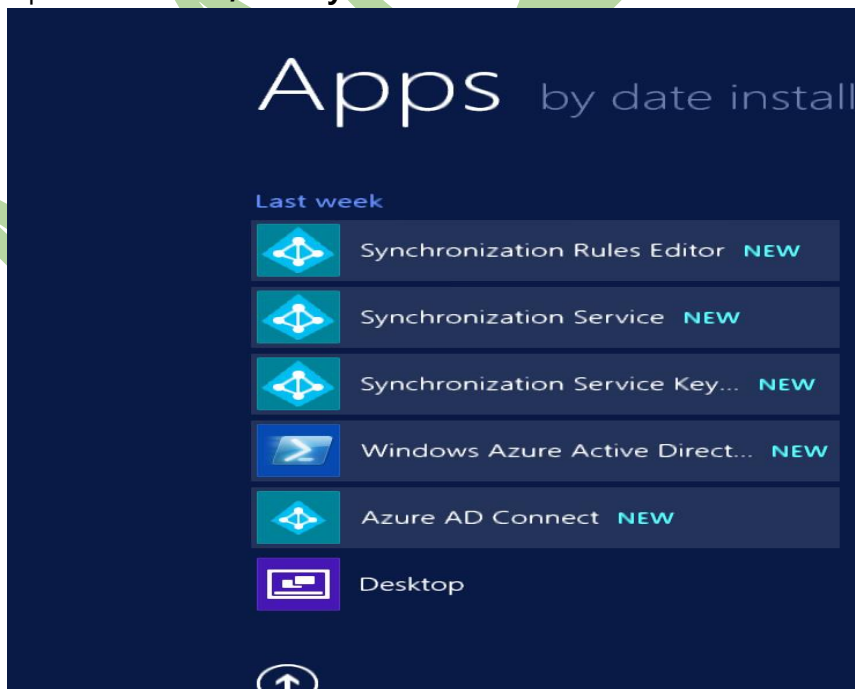 Apps by date install
Last week
Synchronization Rules Editor NEW
Synchronization Service NEW
Synchronization Service Key... NEW
Windows Azure Active Direct... NEW
Azure AD Connect NEW
Desktop